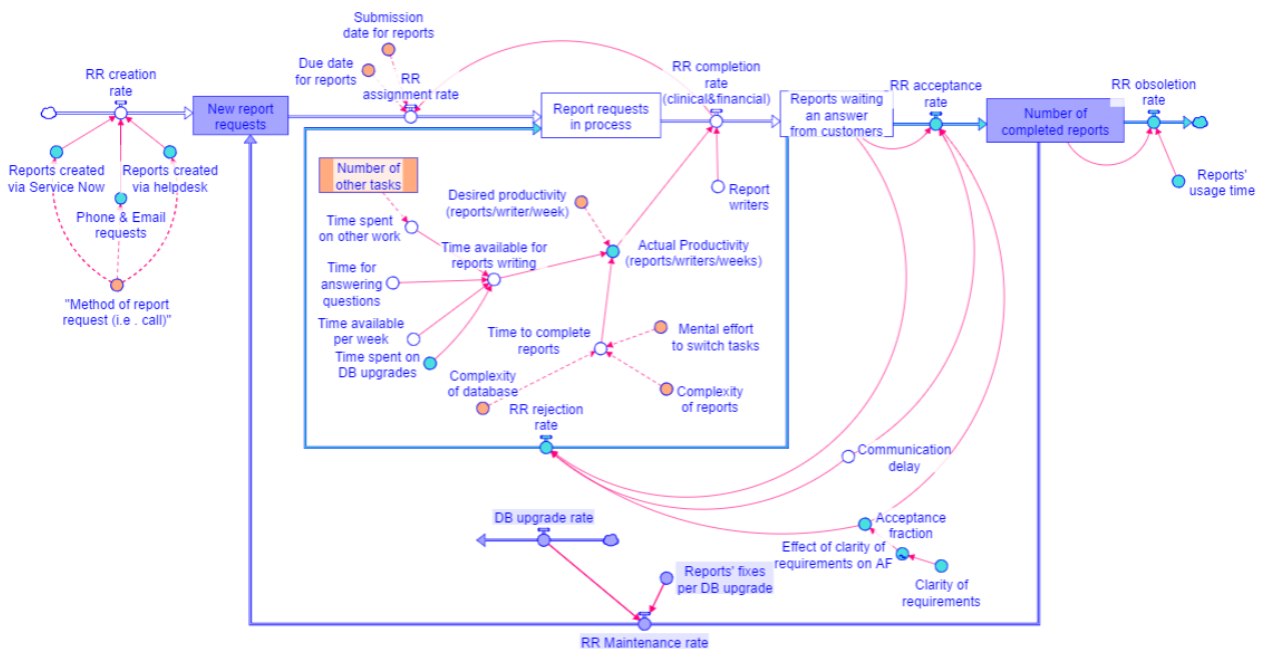 Submission
date for reports
Due date
for reports
RR
assignment rate
RR creation
rate
RR completion
rate
(clinical&financial)
RR acceptance
rate
RR obsoletion
rate
New report
requests
Report requests
in process
Reports waiting
an answer
from customers
Number of
completed reports
Reports created
via Service Now
Reports created
via helpdesk
Phone & Email
requests
"Method of report
request (i.e . call)"
Number of
other tasks
Time spent
on other work
Desired productivity
(reports/writer/week)
Report
writers
Reports'
usage time
Time available for
reports writing
Actual Productivity
(reports/writers/weeks)
Time for
answering
questions
Time available
per week
Time spent on
DB upgrades
Time to complete
reports
Mental effort
to switch tasks
Complexity
of database
Complexity
of reports
RR rejection
rate
Communication
delay
DB upgrade rate
Acceptance
fraction
Effect of clarity of
requirements on AF
Clarity of
requirements
Reports' fixes
per DB upgrade
RR Maintenance rate